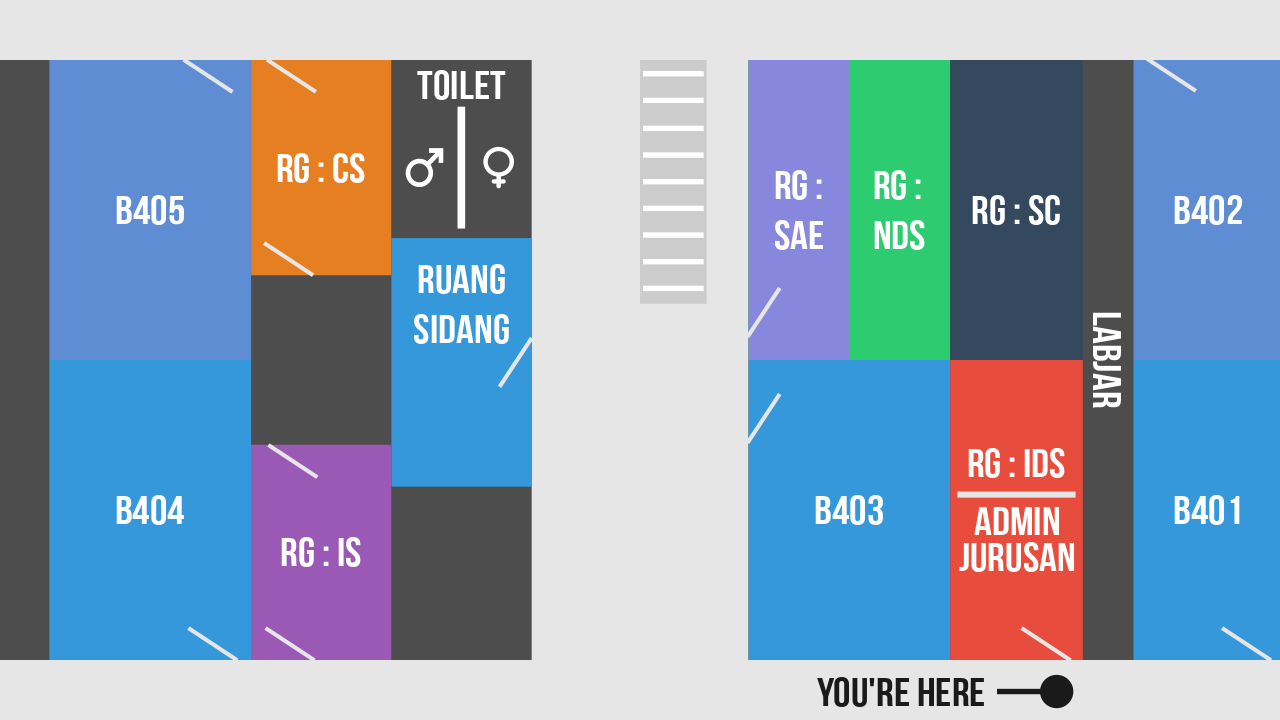 TOILET
♂ ♀
RG : CS
B405
RUANG
SIDANG
B404
RG : IS
RG :
SAE
RG :
NDS
RG : SC
B402
LABJAR
B403
RG : IDS
ADMIN
JURUSAN
B401
YOU'RE HERE